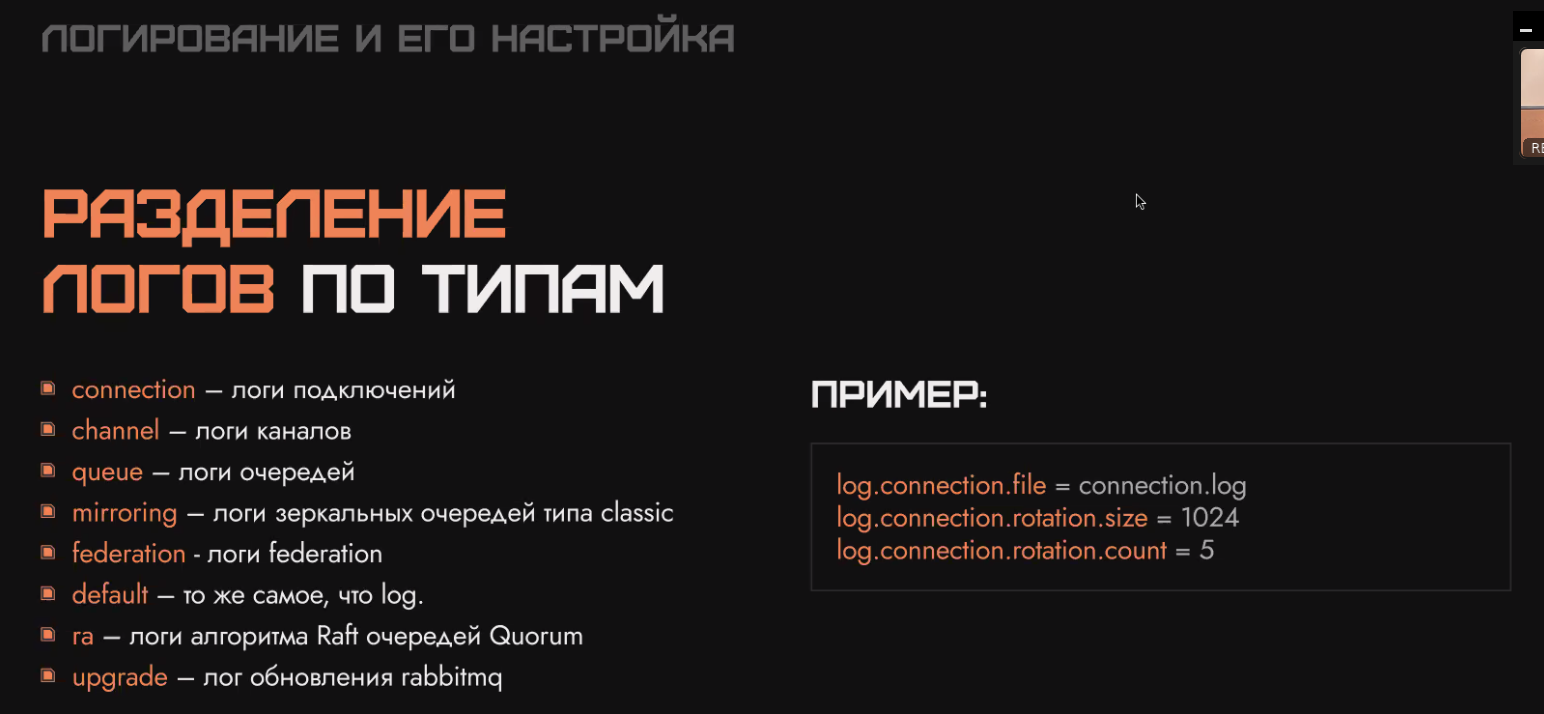 ЛОГИРОВАНИЕ И ЕГО НАСТРОЙКА
РАЗДЕЛЕНИЕ
ЛОГОВ ПО ТИПАМ
connection – логи подключений
channel – логи каналов
queue – логи очередей
mirroring – логи зеркальных очередей типа classic
federation - логи federation
default – то же самое, что log.
ra – логи алгоритма Raft очередей Quorum
upgrade – лог обновления rabbitmq
ПРИМЕР:
log.connection.file = connection.log
log.connection.rotation.size = 1024
log.connection.rotation.count = 5